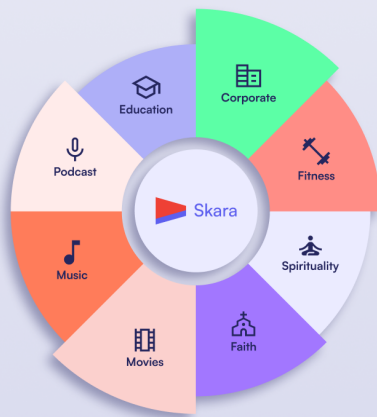 Corporate
Education
Fitness
Podcast
Skara
Spirituality
Music
Faith
Movies